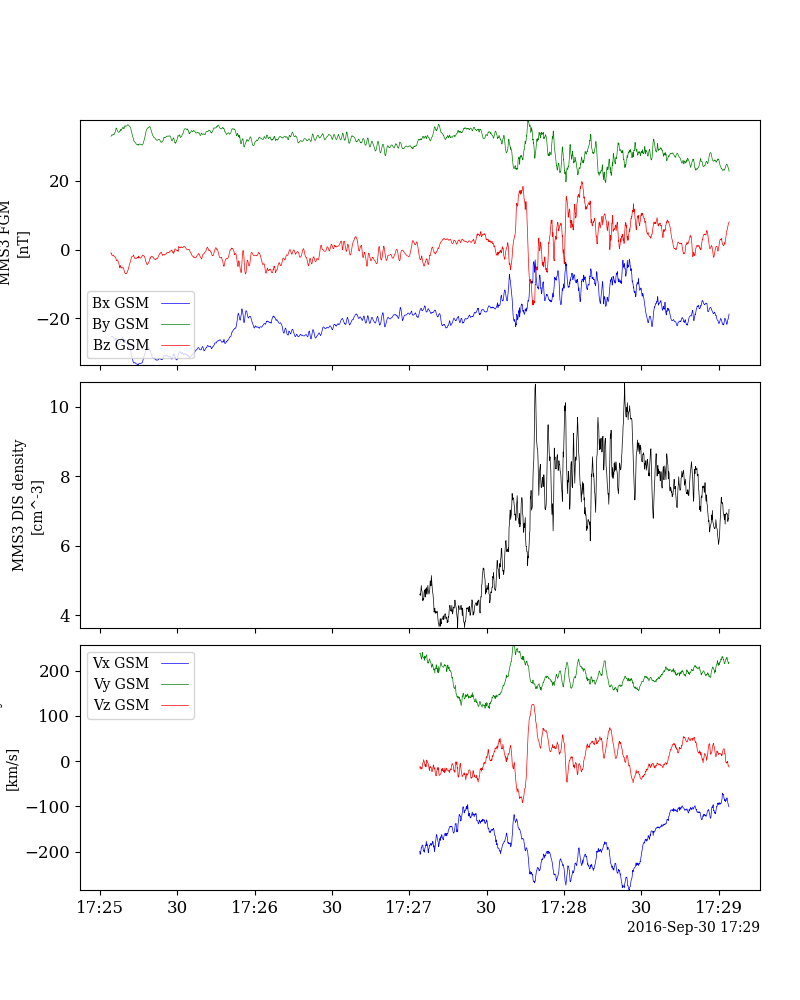 MMS3 FGM
[nT]
20
0
−20
Bx GSM
By GSM
Bz GSM
MMS3 DIS density
[cm^-3]
10
8
6
4
Vx GSM
Vy GSM
Vz GSM
[km/s]
200
100
0
−100
−200
17:25
30
17:26
30
17:27
30
17:28
30
17:29
2016-Sep-30 17:29